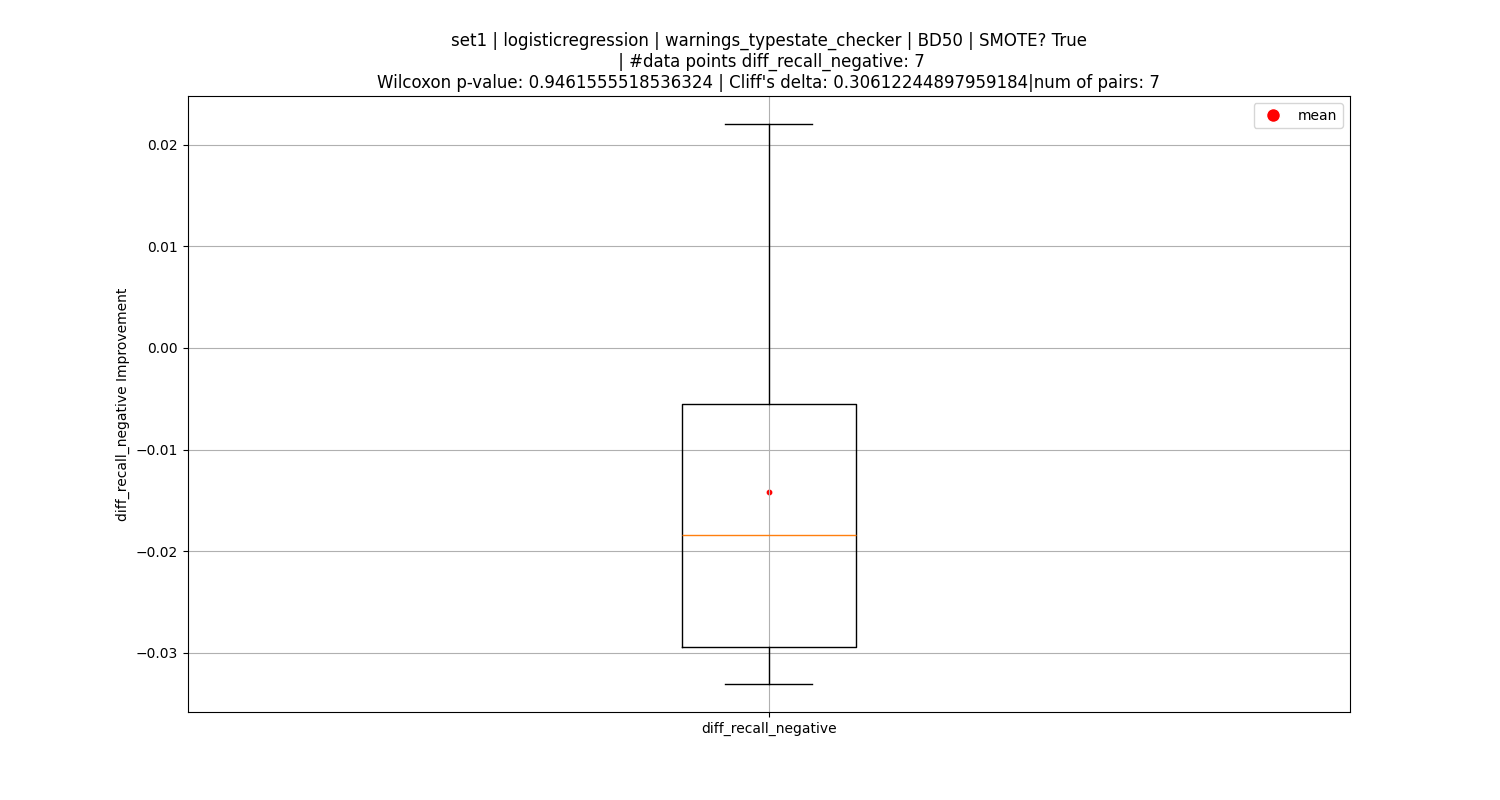 set1 | logisticregression | warnings_typestate_checker | BD50 | SMOTE? True
| #data points diff_recall_negative: 7
Wilcoxon p-value: 0.9461555518536324 | Cliff's delta: 0.30612244897959184|num of pairs: 7
mean
0.02
0.01
0.00
−0.01
−0.02
−0.03
diff_recall_negative Improvement
diff_recall_negative